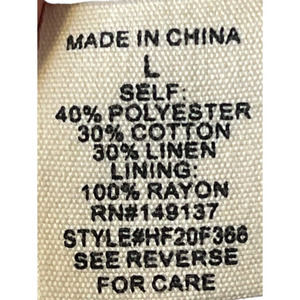 MADE IN CHINA
L
SELF:
40% POLYESTER
30% COTTON
30% LINEN
LINING:
100% RAYON
RN#149137
STYLE#HF20F366
SEE REVERSE
FOR CARE